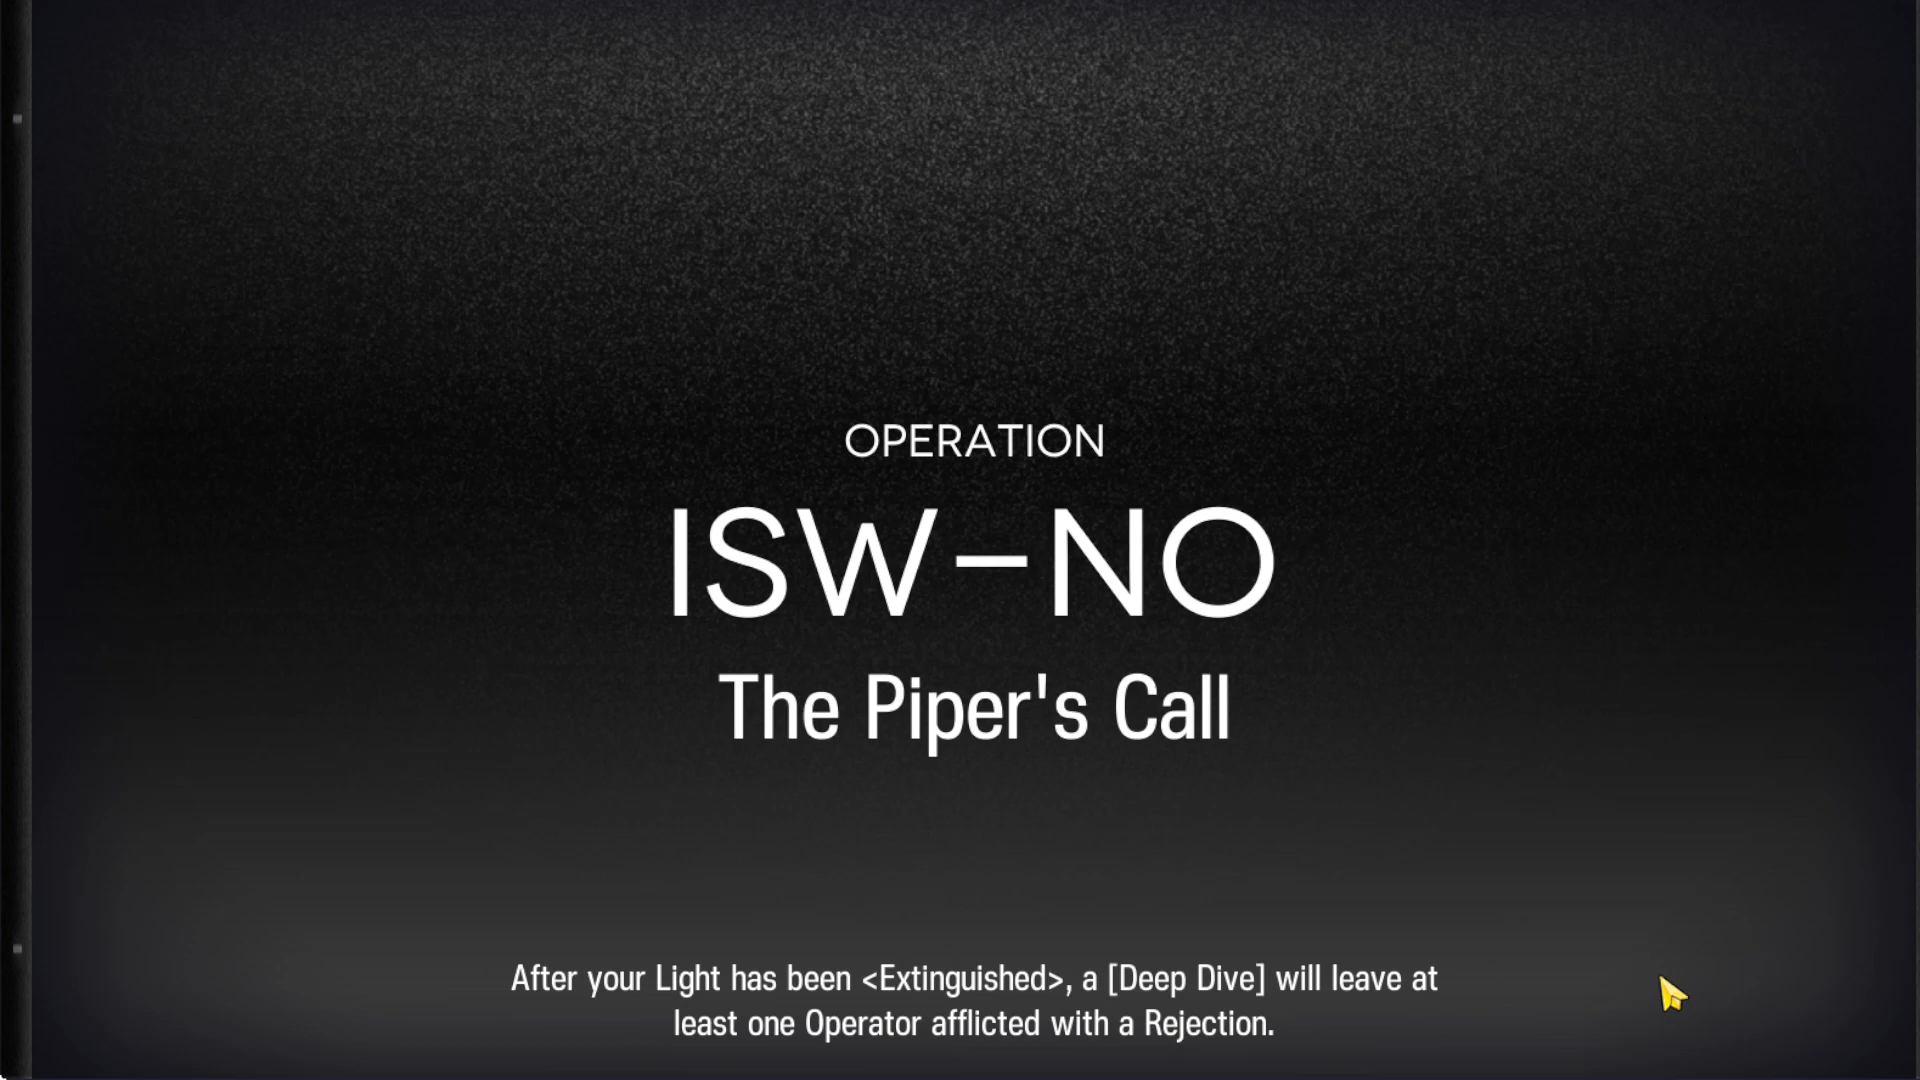 OPERATION
ISW-NO
The Piper's Call
After your Light has been <Extinguished>, a [Deep Dive] will leave at
least one Operator afflicted with a Rejection.